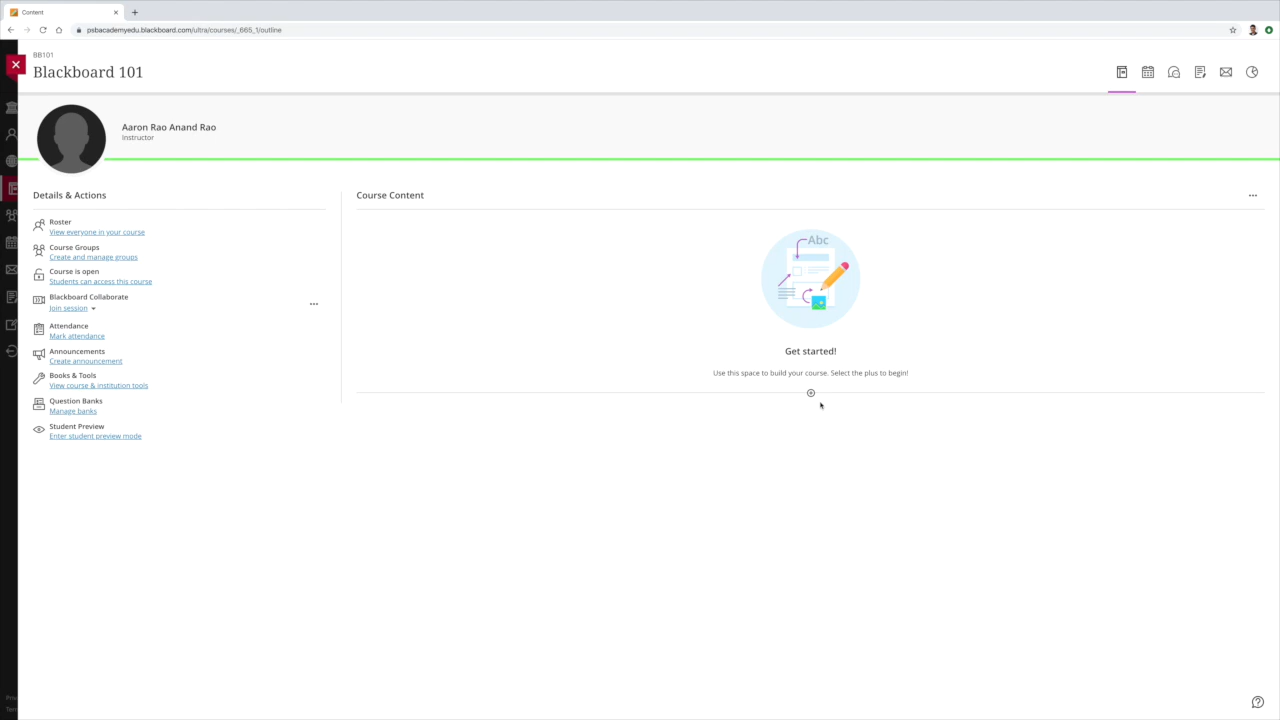 Content
psbacademyedu.blackboard.com/ultra/courses/_665_1/outline
BB101
Blackboard 101
Aaron Rao Anand Rao
Instructor
Details & Actions
Roster
View everyone in your course
Course Groups
Create and manage groups
Course is open
Students can access this course
Blackboard Collaborate
Join session
Attendance
Mark attendance
Announcements
Create announcement
Books & Tools
View course & institution tools
Question Banks
Manage banks
Student Preview
Enter student preview mode
Course Content
Abc
Get started!
Use this space to build your course. Select the plus to begin!